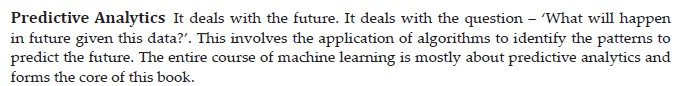 Predictive Analytics It deals with the future. It deals with the question – ‘What will happen
in future given this data?’. This involves the application of algorithms to identify the patterns to
predict the future. The entire course of machine learning is mostly about predictive analytics and
forms the core of this book.